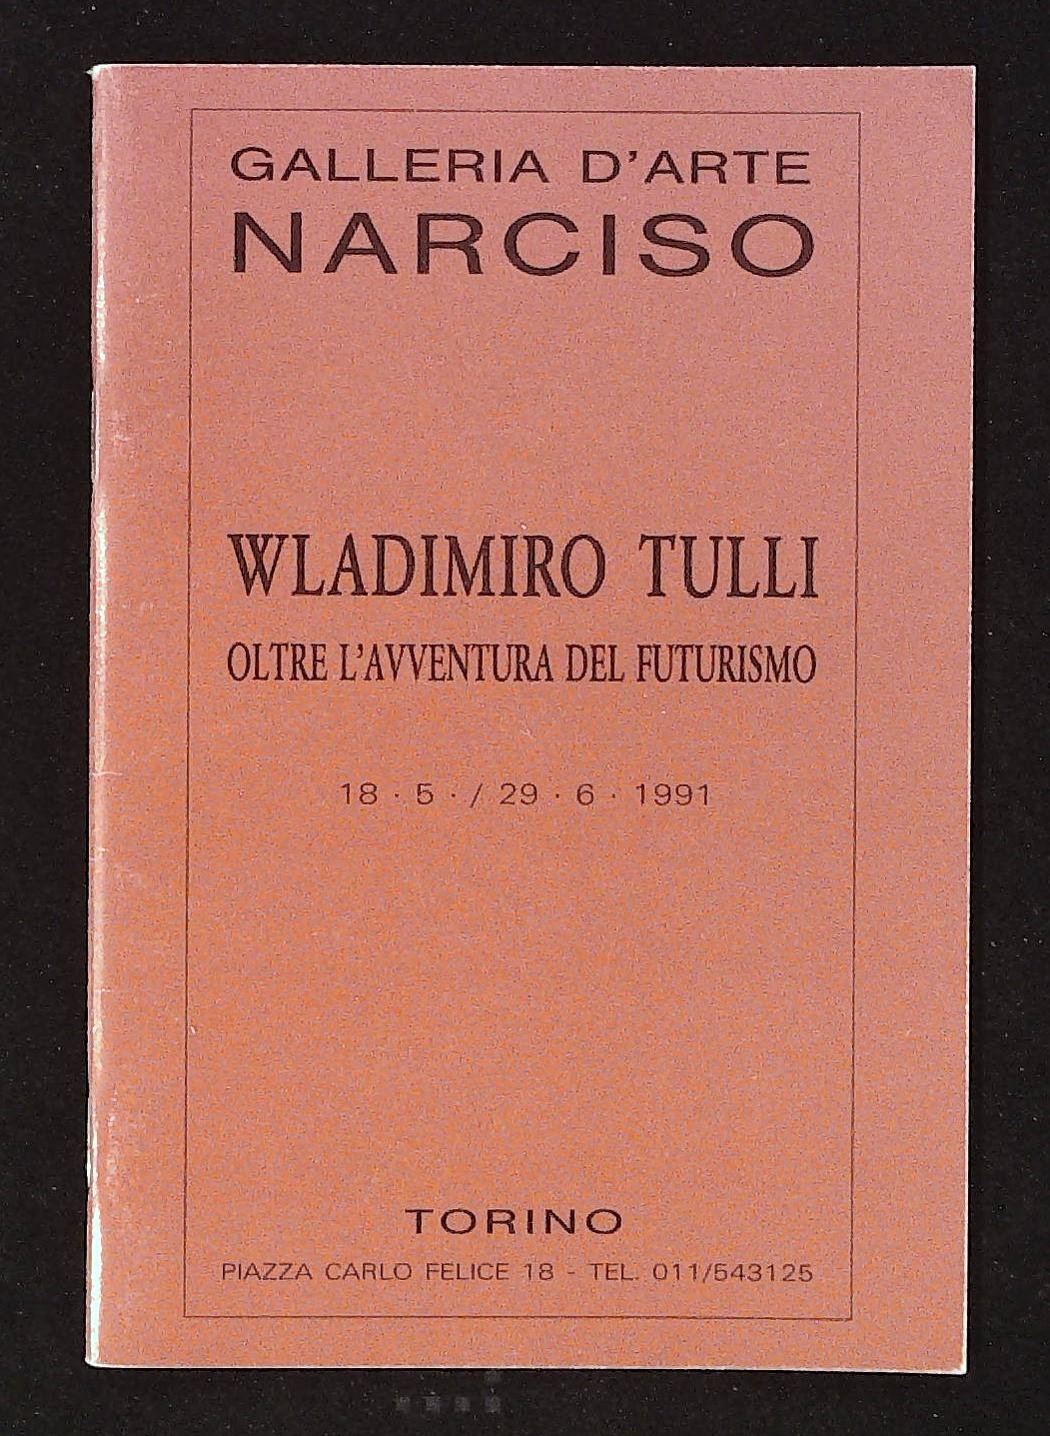 GALLERIA D'ARTE
NARCISO
WLADIMIRO TULLI
OLTRE L'AVVENTURA DEL FUTURISMO
18 · 5 · / 29 · 6 · 1991
TORINO
PIAZZA CARLO FELICE 18 - TEL. 011/543125